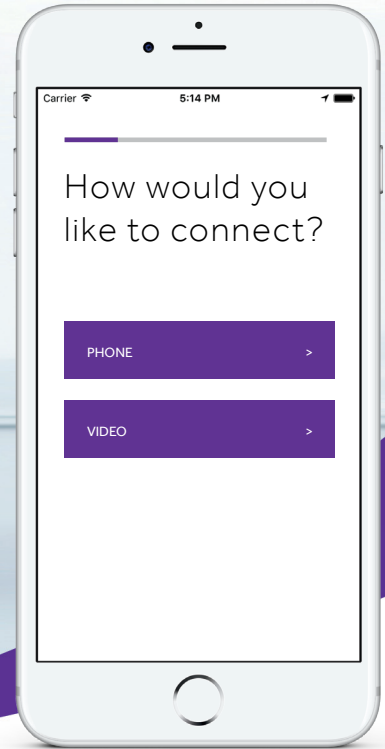 Carrier 5:14 PM
How would you
like to connect?
PHONE >
VIDEO >